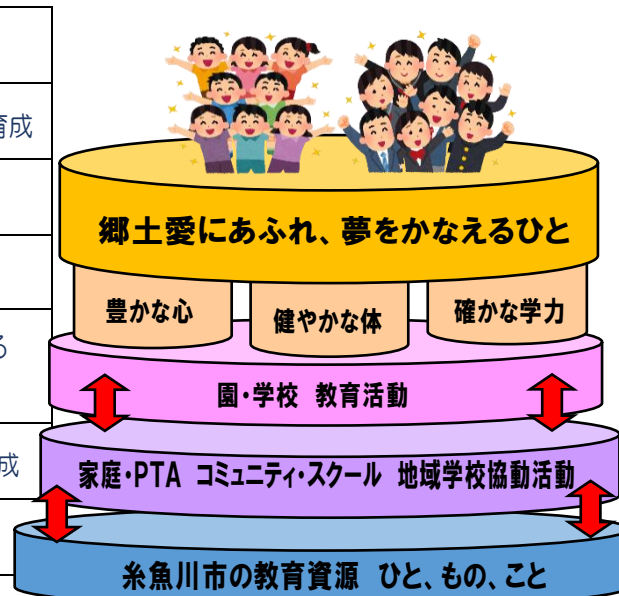 育成
る
成
郷土愛にあふれ、夢をかなえるひと
豊かな心
健やかな体
確かな学力
園・学校 教育活動
家庭・PTA コミュニティ・スクール 地域学校協働活動
糸魚川市の教育資源 ひと、もの、こと